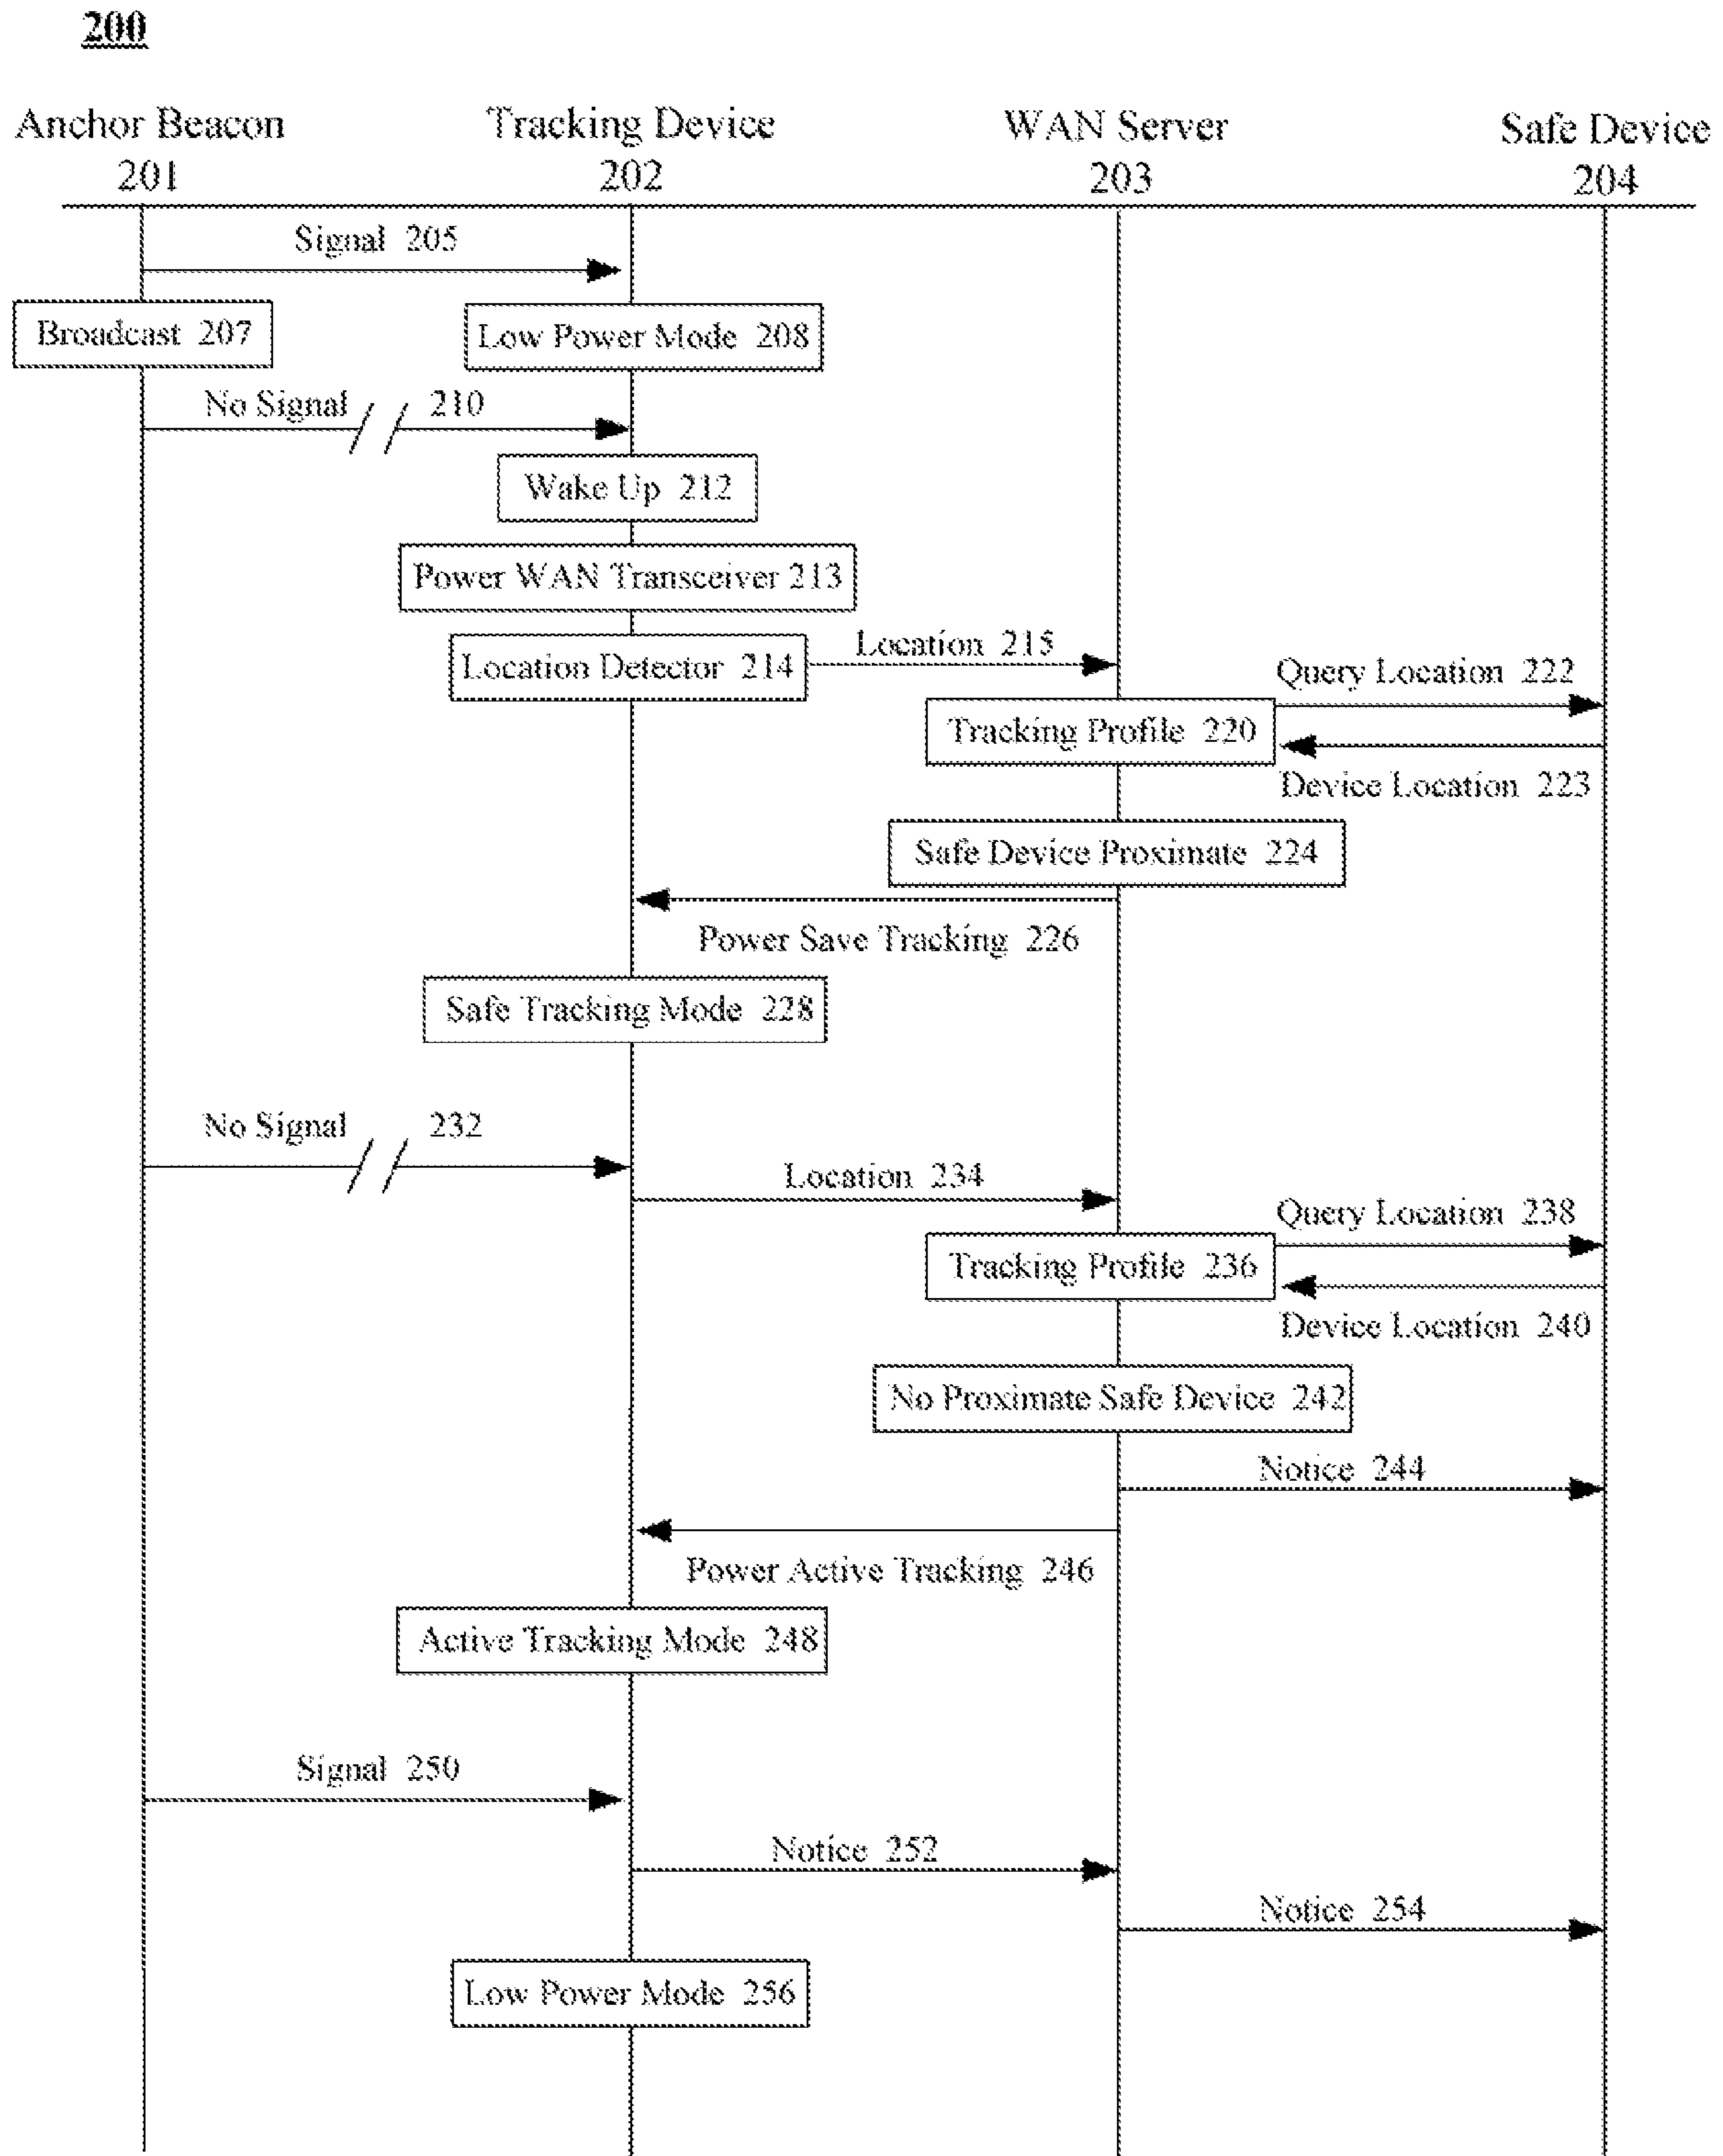 200
Anchor Beacon
201
Tracking Device
202
WAN Server
203
Safe Device
204
Signal 205
Broadcast 207
Low Power Mode 208
No Signal 210
Wake Up 212
Power WAN Transceiver 213
Location Detector 214
Location 215
Query Location 222
Tracking Profile 220
Device Location 223
Safe Device Proximate 224
Power Save Tracking 226
Safe Tracking Mode 228
No Signal 232
Location 234
Query Location 238
Tracking Profile 236
Device Location 240
No Proximate Safe Device 242
Notice 244
Power Active Tracking 246
Active Tracking Mode 248
Signal 250
Notice 252
Notice 254
Low Power Mode 256